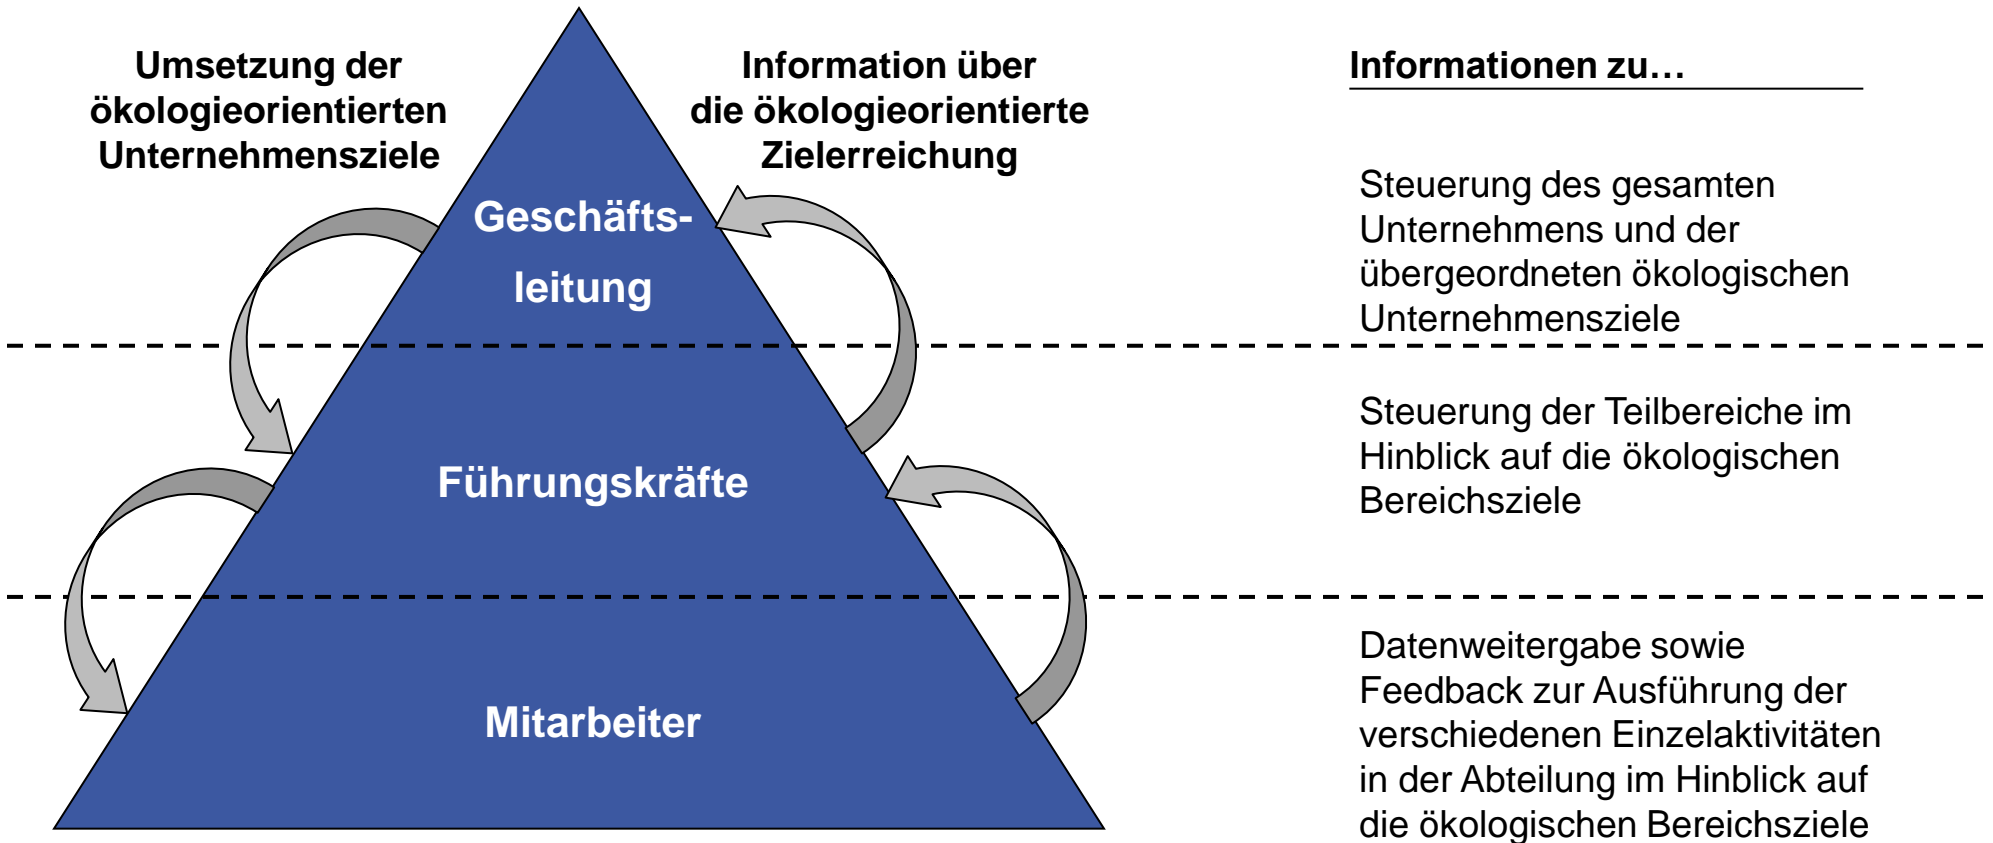 Umsetzung der
ökologieorientierten
Unternehmensziele
Information über
die ökologieorientierte
Zielerreichung
Geschäfts-
leitung
Führungskräfte
Mitarbeiter
Informationen zu…
Steuerung des gesamten
Unternehmens und der
übergeordneten ökologischen
Unternehmensziele
Steuerung der Teilbereiche im
Hinblick auf die ökologischen
Bereichsziele
Datenweitergabe sowie
Feedback zur Ausführung der
verschiedenen Einzelaktivitäten
in der Abteilung im Hinblick auf
die ökologischen Bereichsziele